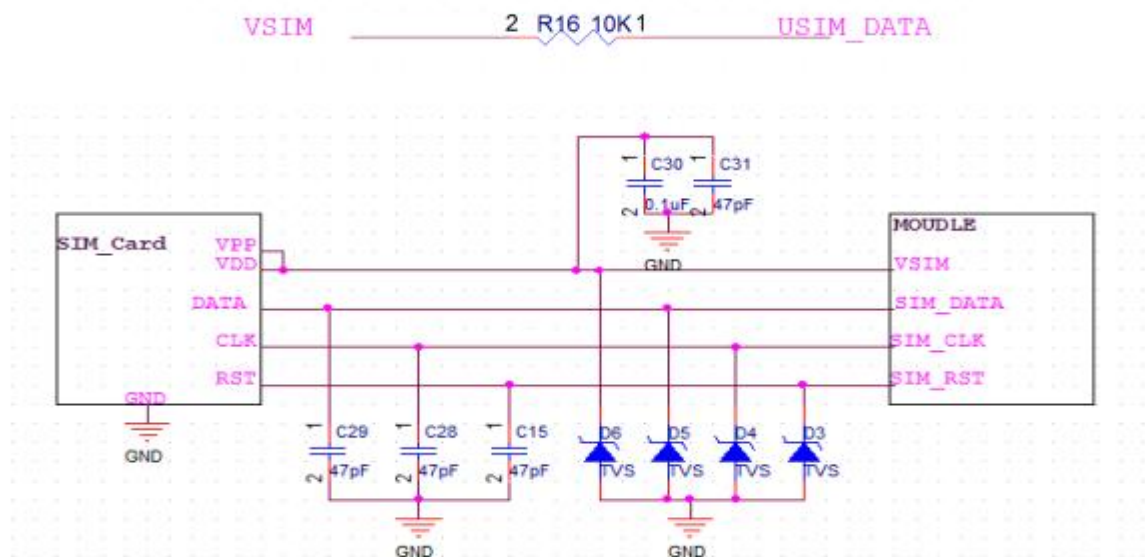 VSIM 2 R16 10K 1 USIM_DATA
1 C30 1 C31
2 0.1uF 2 47pF
GND
SIM_Card MOUDLE
VPP
VDD VSIM
DATA SIM_DATA
CLK SIM_CLK
RST SIM_RST
GND
GND
1 C29 1 C28 1 C15 D6 D5 D4 D3
2 47pF 2 47pF 2 47pF TVS TVS TVS TVS
GND GND